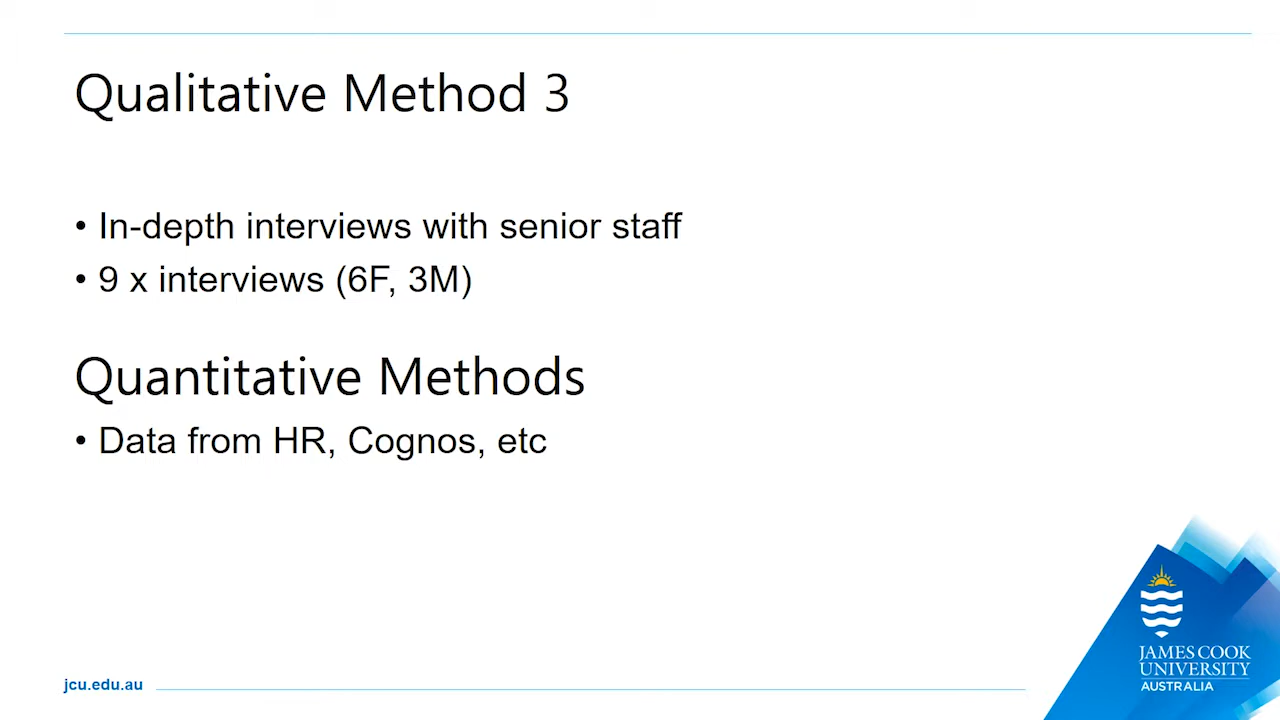 Qualitative Method 3
• In-depth interviews with senior staff
• 9 x interviews (6F, 3M)
Quantitative Methods
• Data from HR, Cognos, etc
jcu.edu.au
JAMES COOK
UNIVERSITY
AUSTRALIA